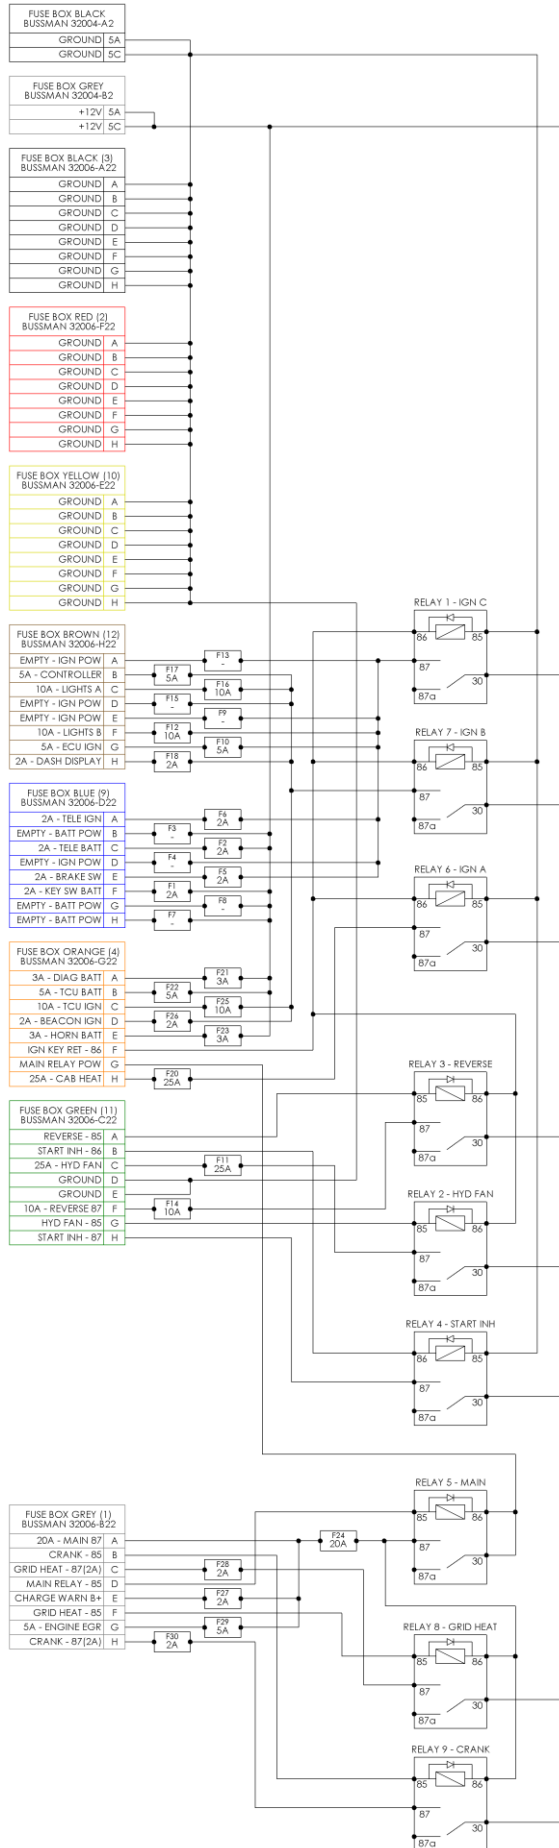 FUSE BOX BLACK
BUSSMAN 32004-A2
GROUND 5A
GROUND 5C
FUSE BOX GREY
BUSSMAN 32004-B2
+12V 5A
+12V 5C
FUSE BOX BLACK (3)
BUSSMAN 32006-A22
GROUND A
GROUND B
GROUND C
GROUND D
GROUND E
GROUND F
GROUND G
GROUND H
FUSE BOX RED (2)
BUSSMAN 32006-F22
GROUND A
GROUND B
GROUND C
GROUND D
GROUND E
GROUND F
GROUND G
GROUND H
FUSE BOX YELLOW (10)
BUSSMAN 32006-E22
GROUND A
GROUND B
GROUND C
GROUND D
GROUND E
GROUND F
GROUND G
GROUND H
FUSE BOX BROWN (12)
BUSSMAN 32006-H22
EMPTY - IGN POW A
5A - CONTROLLER B
10A - LIGHTS A C
EMPTY - IGN POW D
EMPTY - IGN POW E
10A - LIGHTS B F
5A - ECU IGN G
2A - DASH DISPLAY H
F13
-
F17
5A
F16
10A
F15
-
F9
-
F12
10A
F10
5A
F18
2A
FUSE BOX BLUE (9)
BUSSMAN 32006-D22
2A - TELE IGN A
EMPTY - BATT POW B
2A - TELE BATT C
EMPTY - IGN POW D
2A - BRAKE SW E
2A - KEY SW BATT F
EMPTY - BATT POW G
EMPTY - BATT POW H
F6
2A
F3
-
F2
2A
F4
-
F5
2A
F1
2A
F8
-
F7
-
FUSE BOX ORANGE (4)
BUSSMAN 32006-G22
3A - DIAG BATT A
5A - TCU BATT B
10A - TCU IGN C
2A - BEACON IGN D
3A - HORN BATT E
IGN KEY RET - 86 F
MAIN RELAY POW G
25A - CAB HEAT H
F21
3A
F22
5A
F25
10A
F26
2A
F23
3A
F20
25A
FUSE BOX GREEN (11)
BUSSMAN 32006-C22
REVERSE - 85 A
START INH - 86 B
25A - HYD FAN C
GROUND D
GROUND E
10A - REVERSE 87 F
HYD FAN - 85 G
START INH - 87 H
F11
25A
F14
10A
FUSE BOX GREY (1)
BUSSMAN 32006-B22
20A - MAIN 87 A
CRANK - 85 B
GRID HEAT - 87(2A) C
MAIN RELAY - 85 D
CHARGE WARN B+ E
GRID HEAT - 85 F
5A - ENGINE EGR G
CRANK - 87(2A) H
F24
20A
F28
2A
F27
2A
F29
5A
F30
2A
RELAY 1 - IGN C
86 85
87
30
87a
RELAY 7 - IGN B
86 85
87
30
87a
RELAY 6 - IGN A
86 85
87
30
87a
RELAY 3 - REVERSE
85 86
87
30
87a
RELAY 2 - HYD FAN
85 86
87
30
87a
RELAY 4 - START INH
86 85
87
30
87a
RELAY 5 - MAIN
85 86
87
30
87a
RELAY 8 - GRID HEAT
85 86
87
30
87a
RELAY 9 - CRANK
85 86
87
30
87a